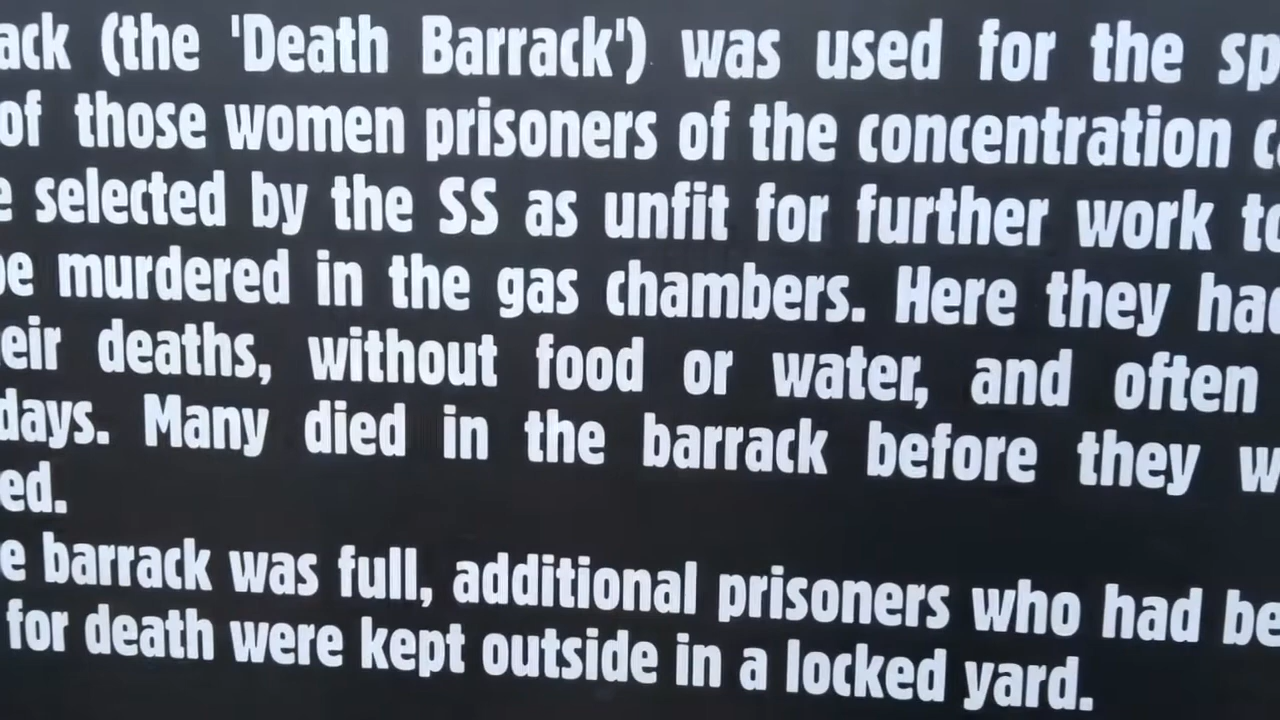 ack (the 'Death Barrack') was used for the sp
of those women prisoners of the concentration c
e selected by the SS as unfit for further work to
be murdered in the gas chambers. Here they had
eir deaths, without food or water, and often
days. Many died in the barrack before they w
ed.
e barrack was full, additional prisoners who had be
for death were kept outside in a locked yard.